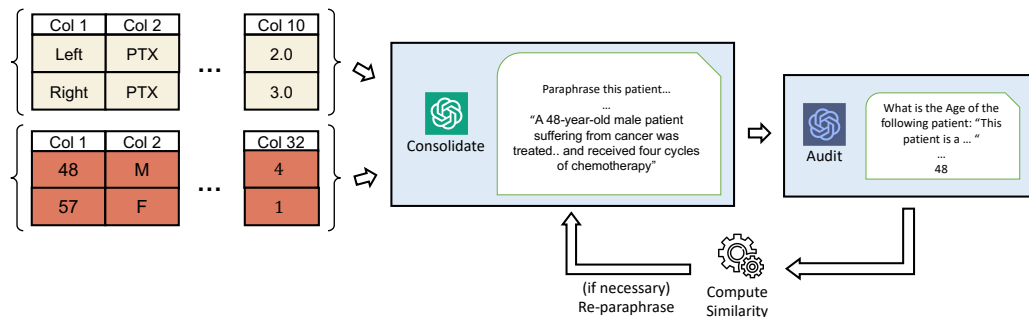 Col 1 Col 2 Col 10
Left PTX ... 2.0
Right PTX 3.0
Col 1 Col 2 Col 32
48 M ... 4
57 F 1
Consolidate
Paraphrase this patient...
...
“A 48-year-old male patient
suffering from cancer was
treated.. and received four cycles
of chemotherapy”
Audit
What is the Age of the
following patient: “This
patient is a ... “
...
48
(if necessary)
Re-paraphrase
Compute
Similarity